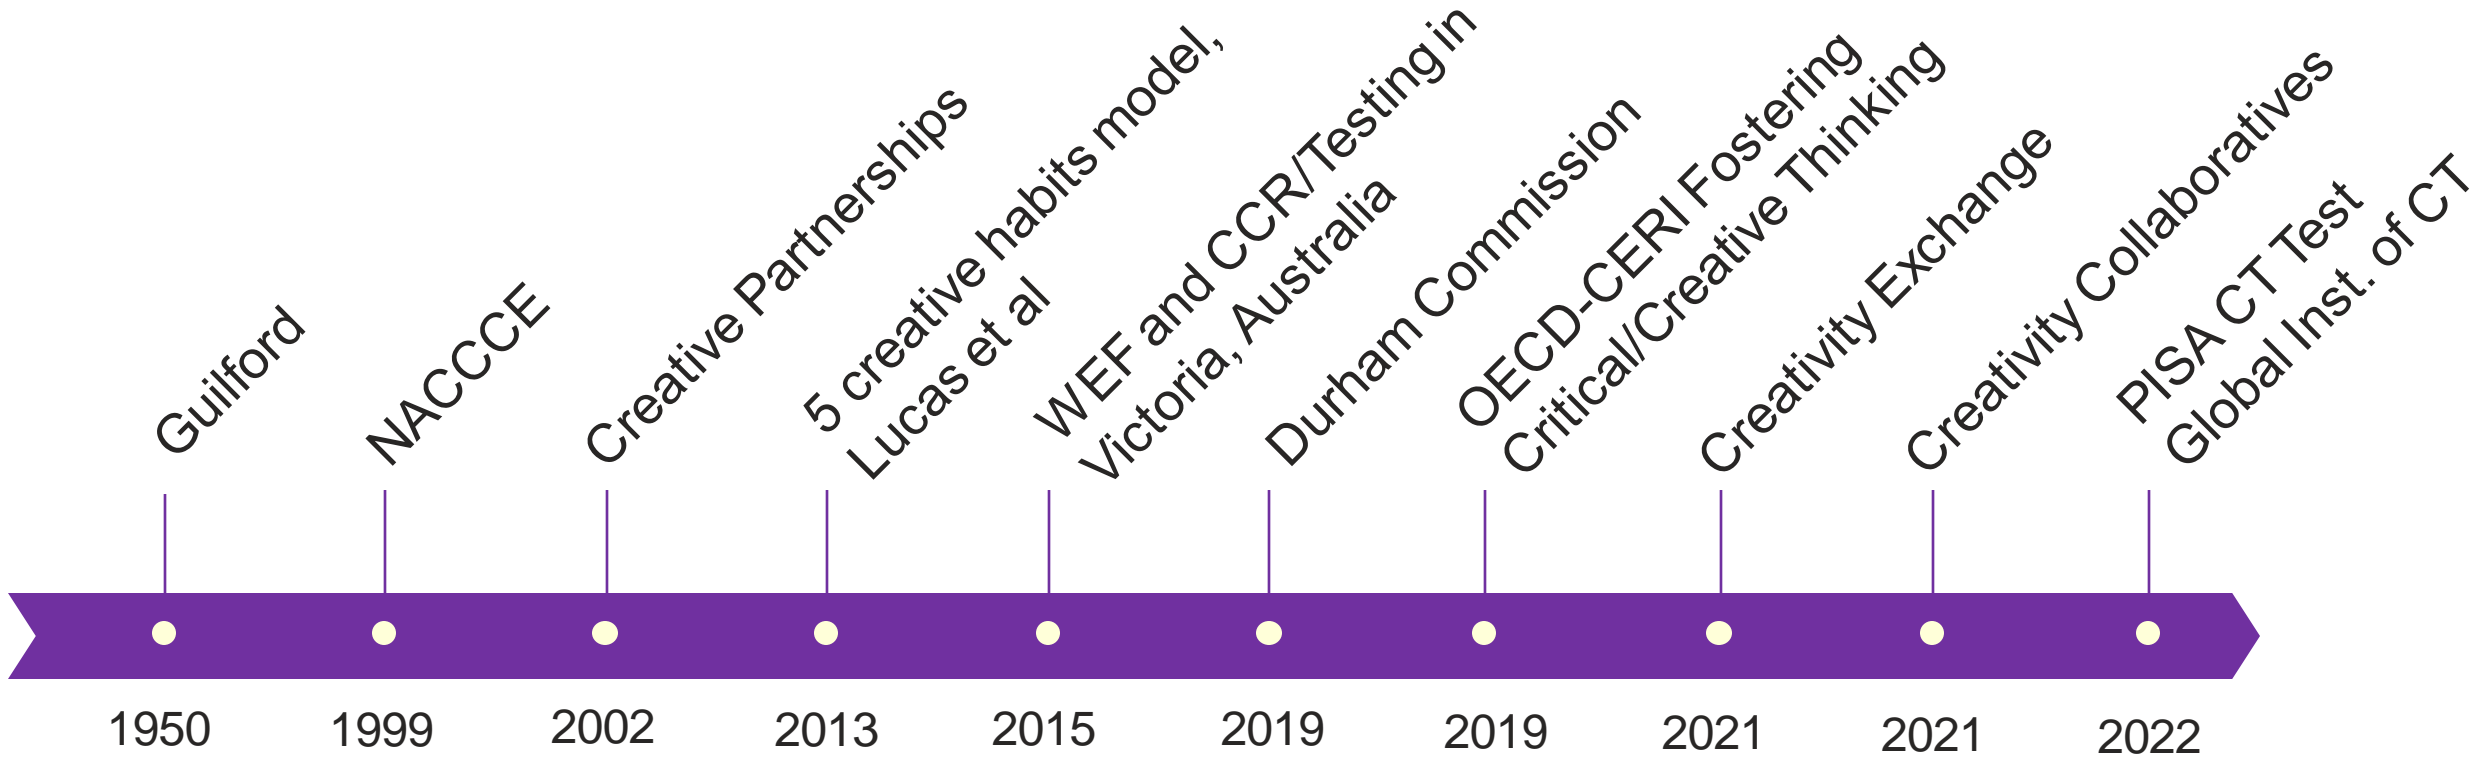 Guilford
NACCCE
Creative Partnerships
5 creative habits model,
Lucas et al
WEF and CCR/Testing in
Victoria, Australia
Durham Commission
OECD-CERI Fostering
Critical/Creative Thinking
Creativity Exchange
Creativity Collaboratives
PISA CT Test
Global Inst. of CT
1950
1999
2002
2013
2015
2019
2019
2021
2021
2022